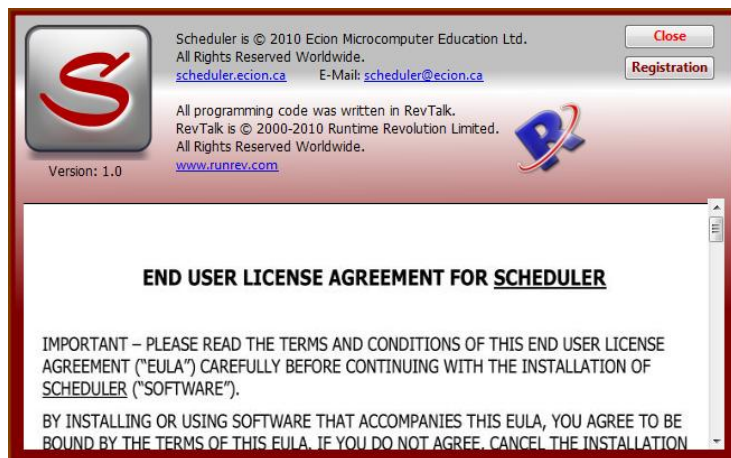 Scheduler is © 2010 Ecion Microcomputer Education Ltd.
All Rights Reserved Worldwide.
scheduler.ecion.ca E-Mail: scheduler@ecion.ca
Close
Registration
All programming code was written in RevTalk.
RevTalk is © 2000-2010 Runtime Revolution Limited.
All Rights Reserved Worldwide.
www.runrev.com
S
R
Version: 1.0
END USER LICENSE AGREEMENT FOR SCHEDULER
IMPORTANT – PLEASE READ THE TERMS AND CONDITIONS OF THIS END USER LICENSE
AGREEMENT ("EULA") CAREFULLY BEFORE CONTINUING WITH THE INSTALLATION OF
SCHEDULER ("SOFTWARE").
BY INSTALLING OR USING SOFTWARE THAT ACCOMPANIES THIS EULA, YOU AGREE TO BE
BOUND BY THE TERMS OF THIS EULA. IF YOU DO NOT AGREE, CANCEL THE INSTALLATION